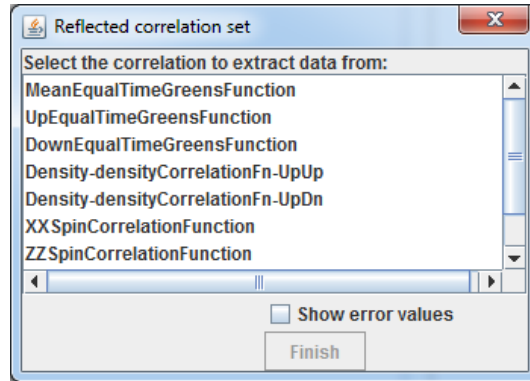 Reflected correlation set
Select the correlation to extract data from:
MeanEqualTimeGreensFunction
UpEqualTimeGreensFunction
DownEqualTimeGreensFunction
Density-densityCorrelationFn-UpUp
Density-densityCorrelationFn-UpDn
XXSpinCorrelationFunction
ZZSpinCorrelationFunction
Show error values
Finish